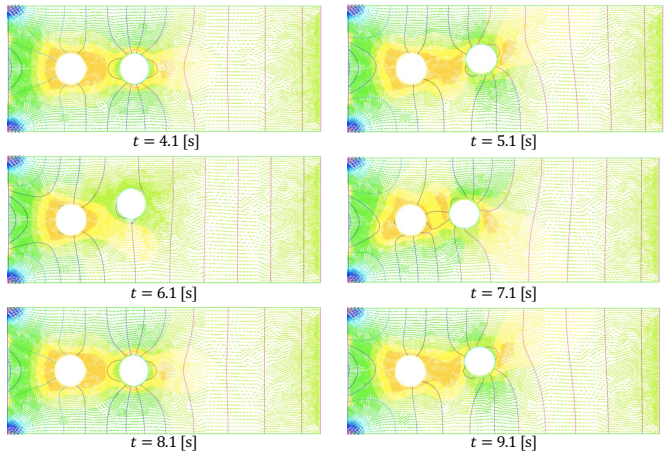 t = 4.1 [s]
t = 5.1 [s]
t = 6.1 [s]
t = 7.1 [s]
t = 8.1 [s]
t = 9.1 [s]